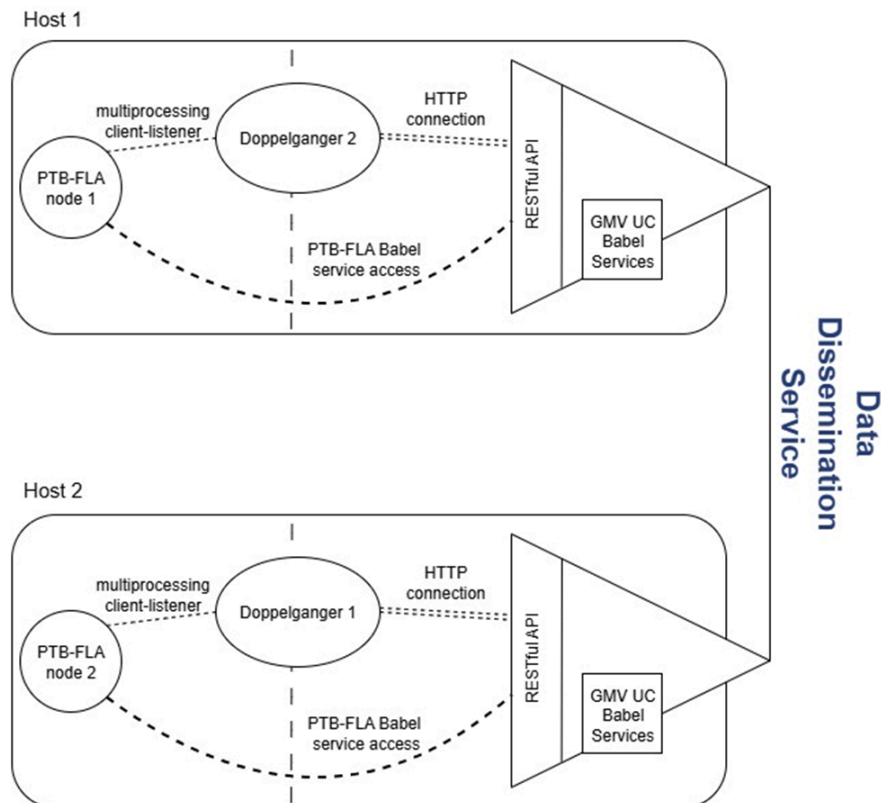 Host 1
multiprocessing
client-listener
HTTP
connection
Doppelganger 2
PTB-FLA
node 1
RESTful API
GMV UC
Babel
Services
PTB-FLA Babel
service access
Data
Dissemination
Service
Host 2
multiprocessing
client-listener
HTTP
connection
Doppelganger 1
PTB-FLA
node 2
RESTful API
GMV UC
Babel
Services
PTB-FLA Babel
service access